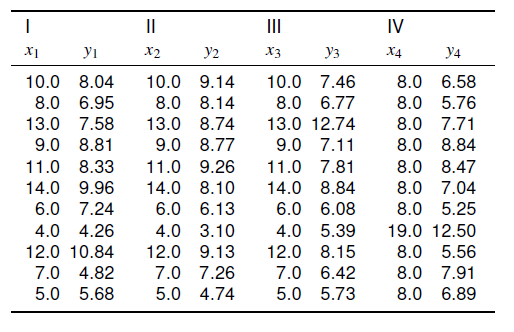 I II III IV
x1 y1 x2 y2 x3 y3 x4 y4
10.0 8.04 10.0 9.14 10.0 7.46 8.0 6.58
8.0 6.95 8.0 8.14 8.0 6.77 8.0 5.76
13.0 7.58 13.0 8.74 13.0 12.74 8.0 7.71
9.0 8.81 9.0 8.77 9.0 7.11 8.0 8.84
11.0 8.33 11.0 9.26 11.0 7.81 8.0 8.47
14.0 9.96 14.0 8.10 14.0 8.84 8.0 7.04
6.0 7.24 6.0 6.13 6.0 6.08 8.0 5.25
4.0 4.26 4.0 3.10 4.0 5.39 19.0 12.50
12.0 10.84 12.0 9.13 12.0 8.15 8.0 5.56
7.0 4.82 7.0 7.26 7.0 6.42 8.0 7.91
5.0 5.68 5.0 4.74 5.0 5.73 8.0 6.89